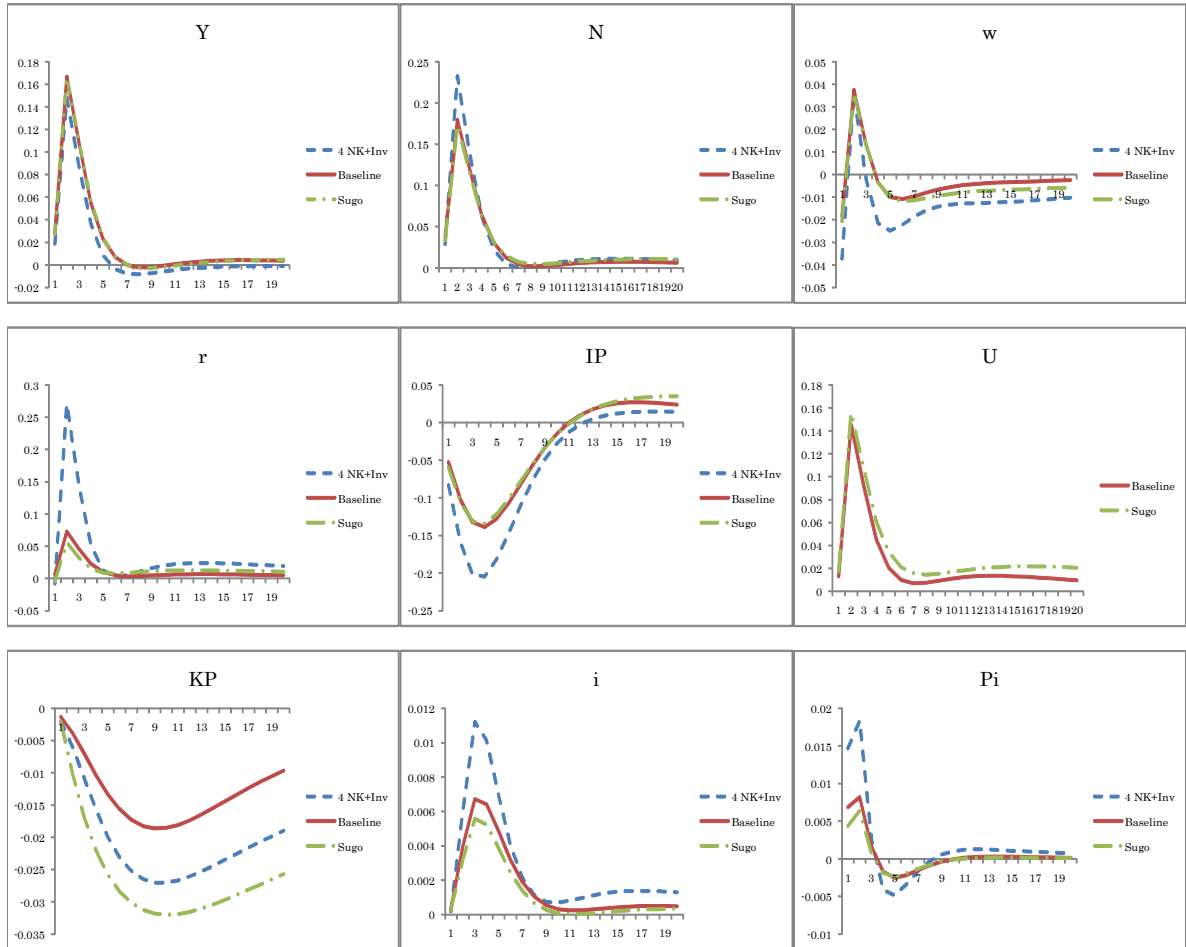 Y
0.18
0.16
0.14
0.12
0.1
0.08
0.06
0.04
0.02
0
-0.02
1 3 5 7 9 11 13 15 17 19
4 NK+Inv
Baseline
Sugo
N
0.25
0.2
0.15
0.1
0.05
0
1 2 3 4 5 6 7 8 9 10 11 12 13 14 15 16 17 18 19 20
4 NK+Inv
Baseline
Sugo
w
0.05
0.04
0.03
0.02
0.01
0
-0.01
-0.02
-0.03
-0.04
-0.05
1 3 5 7 9 11 13 15 17 19
4 NK+Inv
Baseline
Sugo
r
0.3
0.25
0.2
0.15
0.1
0.05
0
-0.05
1 3 5 7 9 11 13 15 17 19
4 NK+Inv
Baseline
Sugo
IP
0.05
0
-0.05
-0.1
-0.15
-0.2
-0.25
1 3 5 7 9 11 13 15 17 19
4 NK+Inv
Baseline
Sugo
U
0.18
0.16
0.14
0.12
0.1
0.08
0.06
0.04
0.02
0
1 2 3 4 5 6 7 8 9 10 11 12 13 14 15 16 17 18 19 20
Baseline
Sugo
KP
0
-0.005
-0.01
-0.015
-0.02
-0.025
-0.03
-0.035
1 3 5 7 9 11 13 15 17 19
4 NK+Inv
Baseline
Sugo
i
0.012
0.01
0.008
0.006
0.004
0.002
0
1 3 5 7 9 11 13 15 17 19
4 NK+Inv
Baseline
Sugo
Pi
0.02
0.015
0.01
0.005
0
-0.005
-0.01
1 3 5 7 9 11 13 15 17 19
4 NK+Inv
Baseline
Sugo